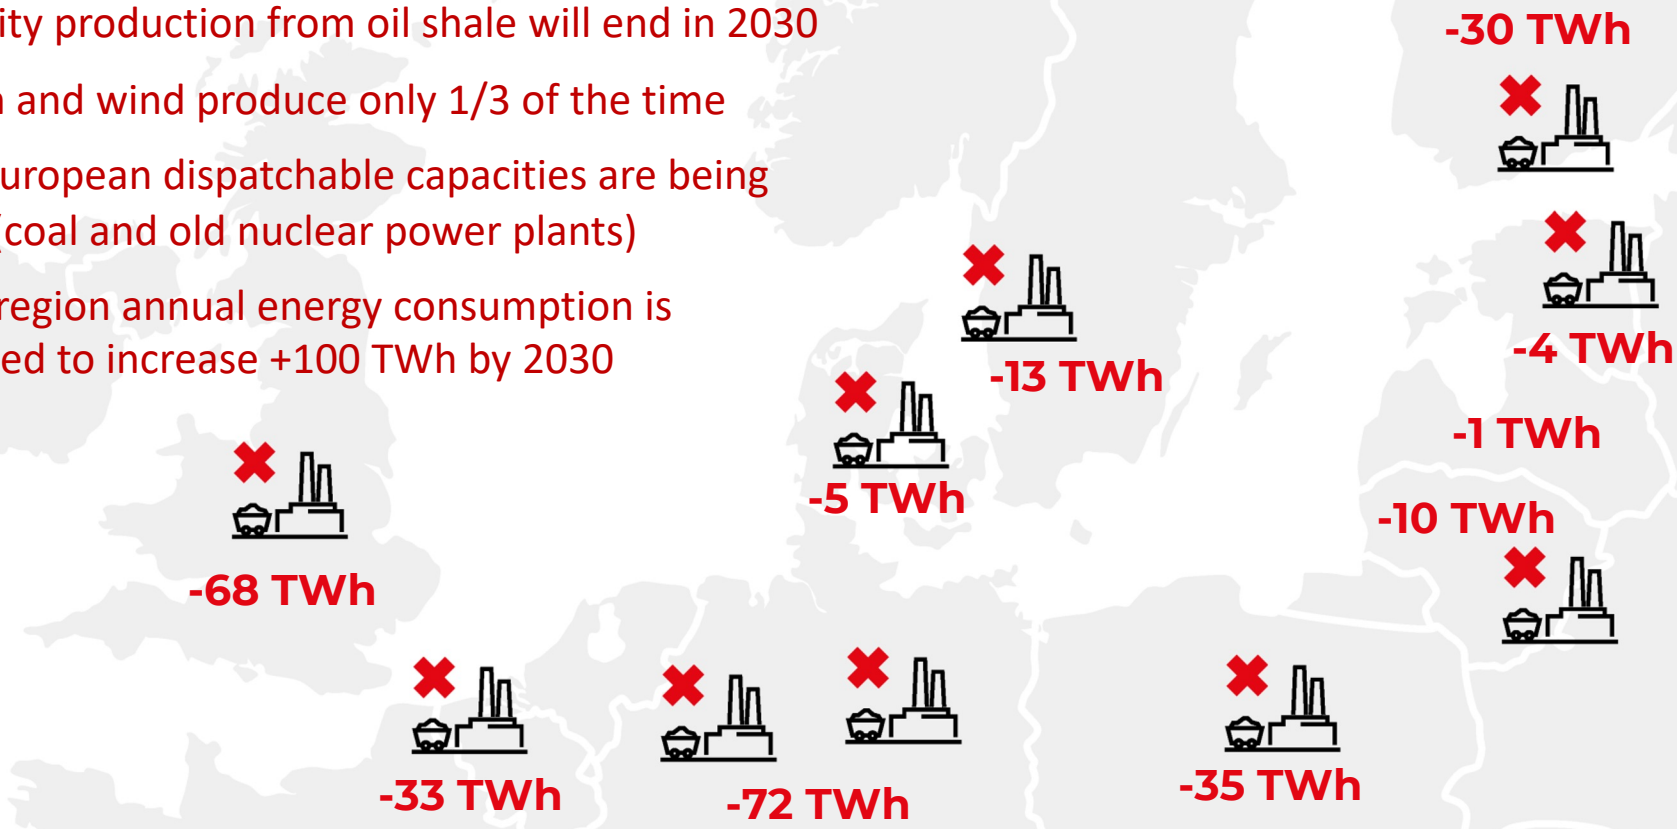 ity production from oil shale will end in 2030
and wind produce only 1/3 of the time
uropean dispatchable capacities are being
(coal and old nuclear power plants)
region annual energy consumption is
ed to increase +100 TWh by 2030
-30 TWh
-4 TWh
-13 TWh
-1 TWh
-5 TWh
-10 TWh
-68 TWh
-33 TWh
-72 TWh
-35 TWh